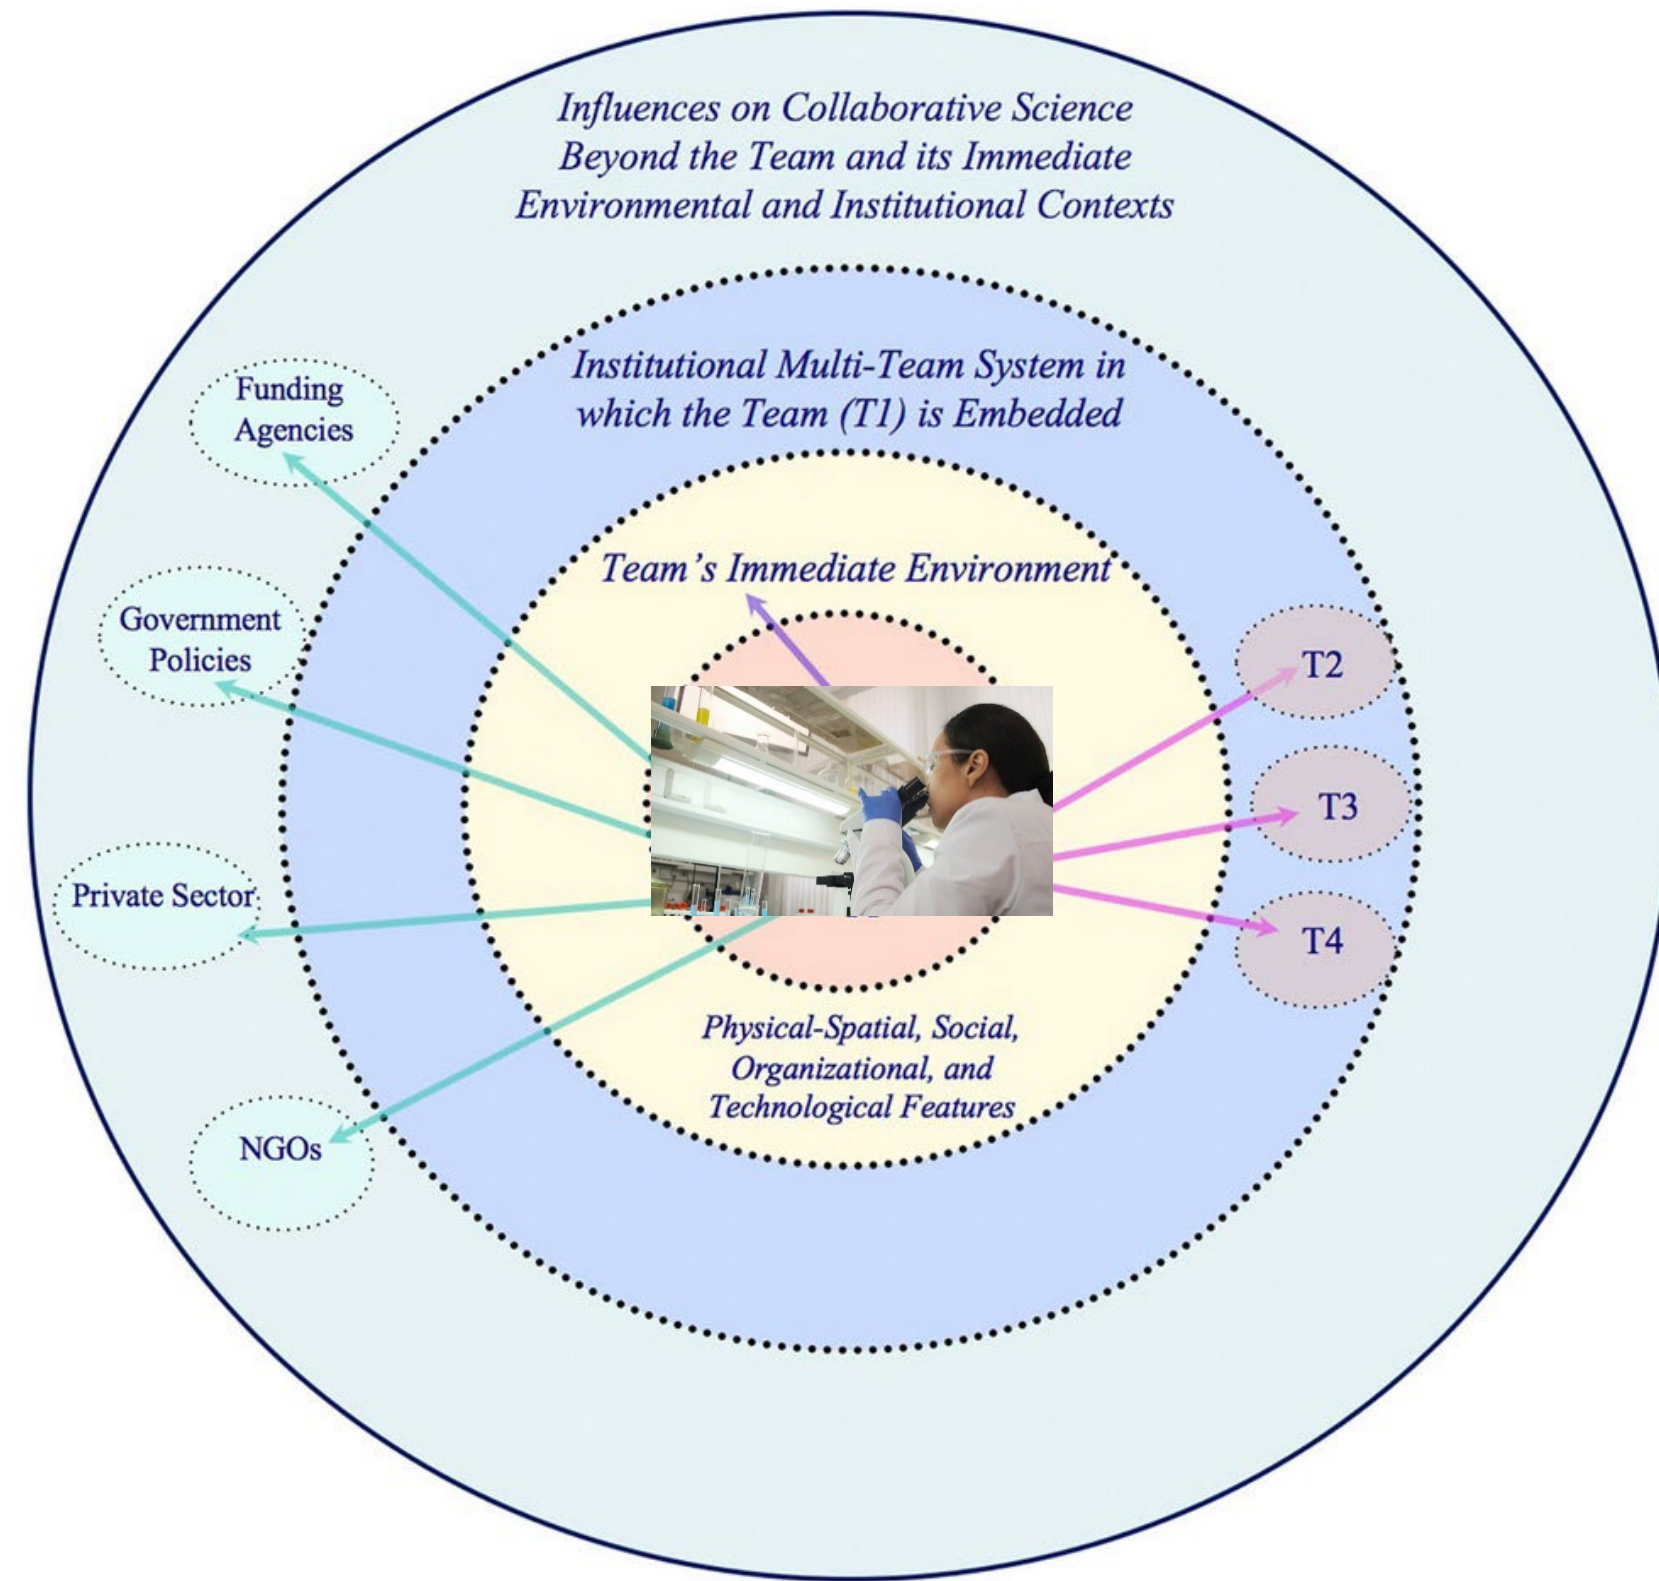 Influences on Collaborative Science
Beyond the Team and its Immediate
Environmental and Institutional Contexts
Institutional Multi-Team System in
which the Team (T1) is Embedded
Funding
Agencies
Team's Immediate Environment
Government
Policies
T2
T3
Private Sector
T4
Physical-Spatial, Social,
Organizational, and
Technological Features
NGOs